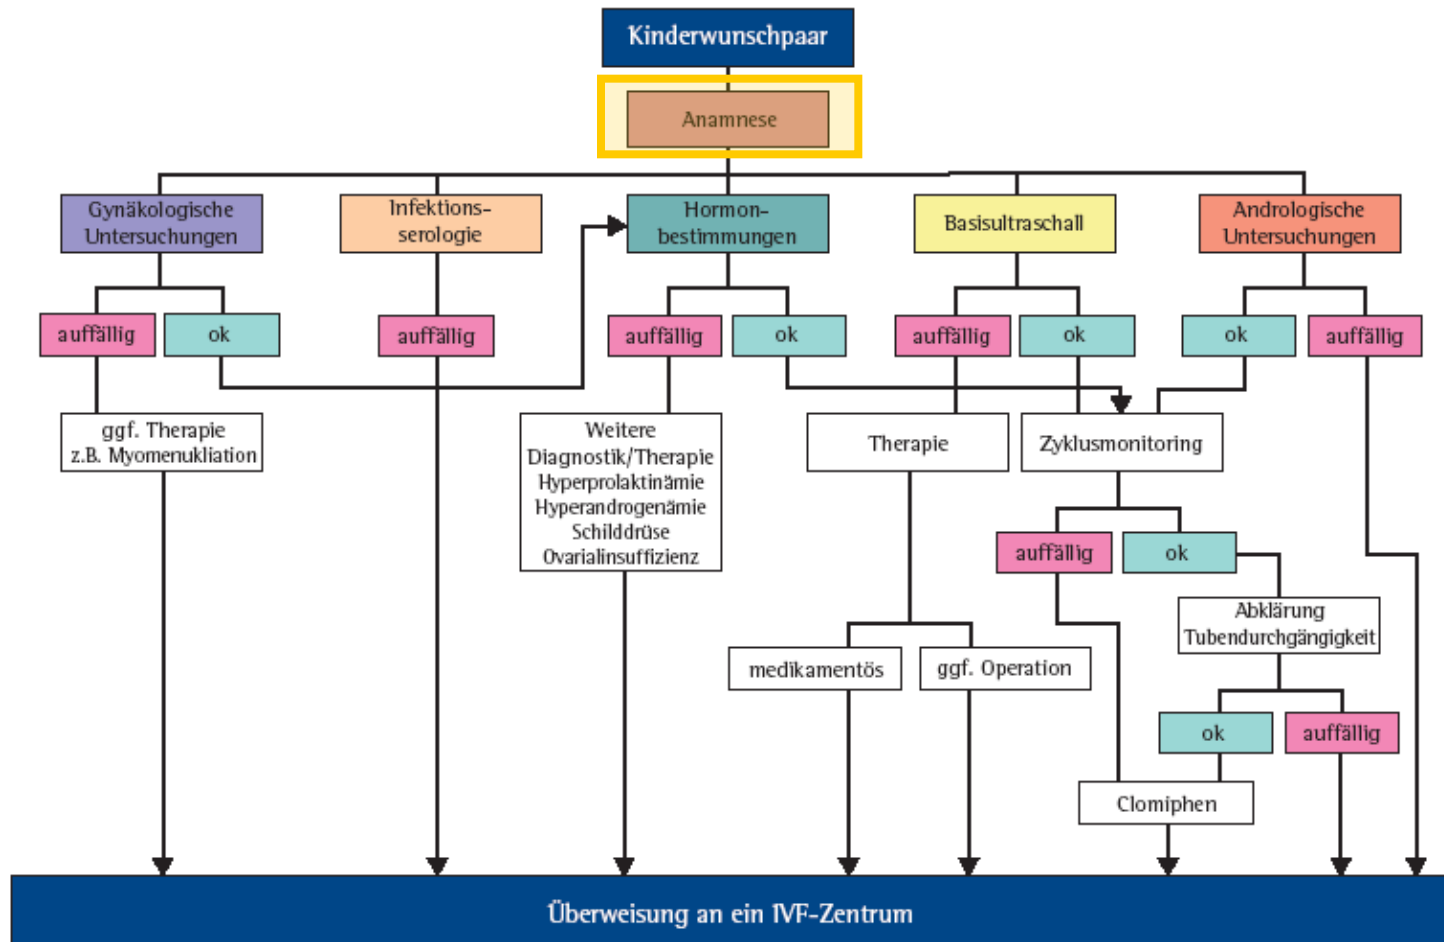 Kinderwunschpaar
Anamnese
Gynäkologische
Untersuchungen
Infektions-
serologie
Hormon-
bestimmungen
Basisultraschall
Andrologische
Untersuchungen
auffällig
ok
auffällig
auffällig
ok
auffällig
ok
ok
auffällig
ggf. Therapie
z.B. Myomenukliation
Weitere
Diagnostik/Therapie
Hyperprolaktinämie
Hyperandrogenämie
Schilddrüse
Ovarialinsuffizienz
Therapie
Zyklusmonitoring
auffällig
ok
Abklärung
Tubendurchgängigkeit
medikamentös
ggf. Operation
ok
auffällig
Clomiphen
Überweisung an ein IVF-Zentrum